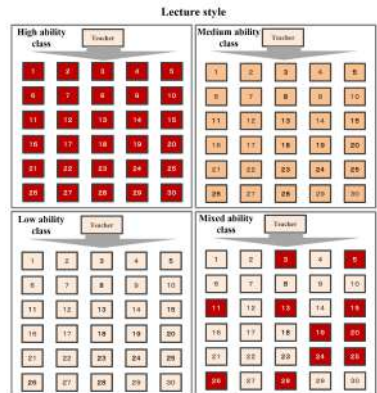 Lecture style
High ability
class
Teacher
1 2 3 4 5
6 7 8 9 10
11 12 13 14 15
16 17 18 19 20
21 22 23 24 25
26 27 28 29 30
Medium ability
class
Teacher
1 2 3 4 5
6 7 8 9 10
11 12 13 14 15
16 17 18 19 20
21 22 23 24 25
26 27 28 29 30
Low ability
class
Teacher
1 2 3 4 5
6 7 8 9 10
11 12 13 14 15
16 17 18 19 20
21 22 23 24 25
26 27 28 29 30
Mixed ability
class
Teacher
1 2 3 4 5
6 7 8 9 10
11 12 13 14 15
16 17 18 19 20
21 22 23 24 25
26 27 28 29 30